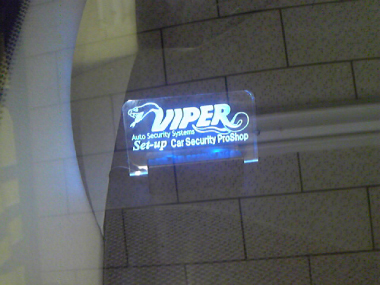 VIPER
Auto Security Systems
Set-up Car Security ProShop